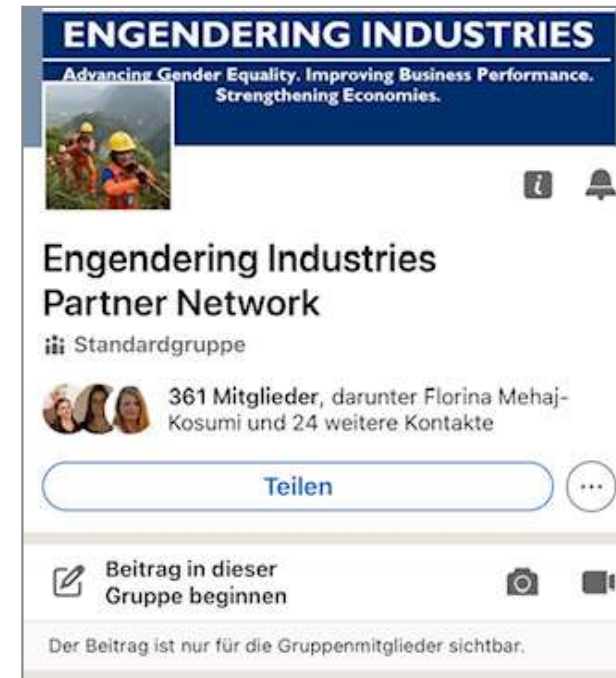 ENGENDERING INDUSTRIES
Advancing Gender Equality. Improving Business Performance.
Strengthening Economies.
Engendering Industries
Partner Network
Standardgruppe
361 Mitglieder, darunter Florina Mehaj-
Kosumi und 24 weitere Kontakte
Teilen
Beitrag in dieser
Gruppe beginnen
Der Beitrag ist nur für die Gruppenmitglieder sichtbar.